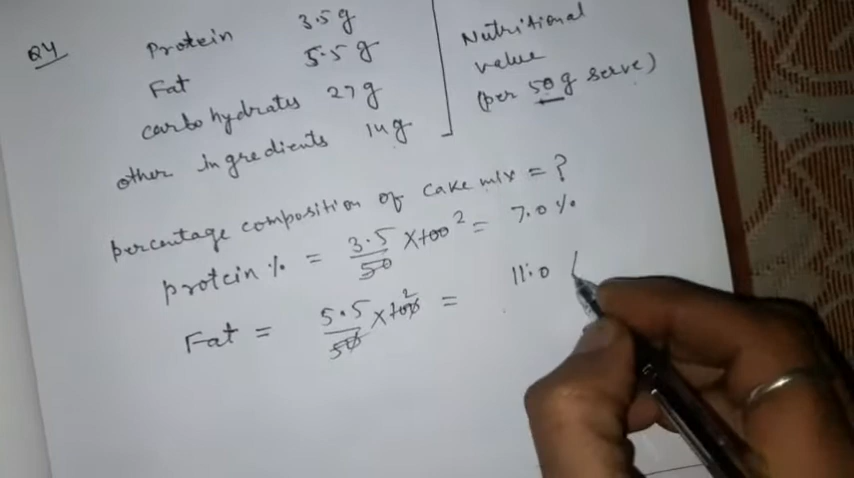 Q4
Protein 3.5 g
Fat 5.5 g
carbohydrates 27 g
other ingredients 14 g
Nutritional
value
(per 50 g serve)
percentage composition of cake mix = ?
protein % = 3.5/50 × 100 2 = 7.0 %
Fat = 5.5/50 × 100 2 = 11.0